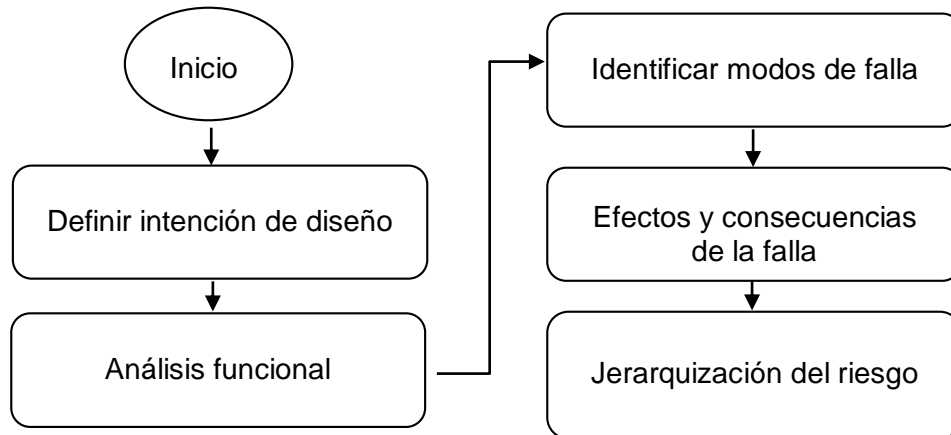 Inicio
Definir intención de diseño
Análisis funcional
Identificar modos de falla
Efectos y consecuencias
de la falla
Jerarquización del riesgo